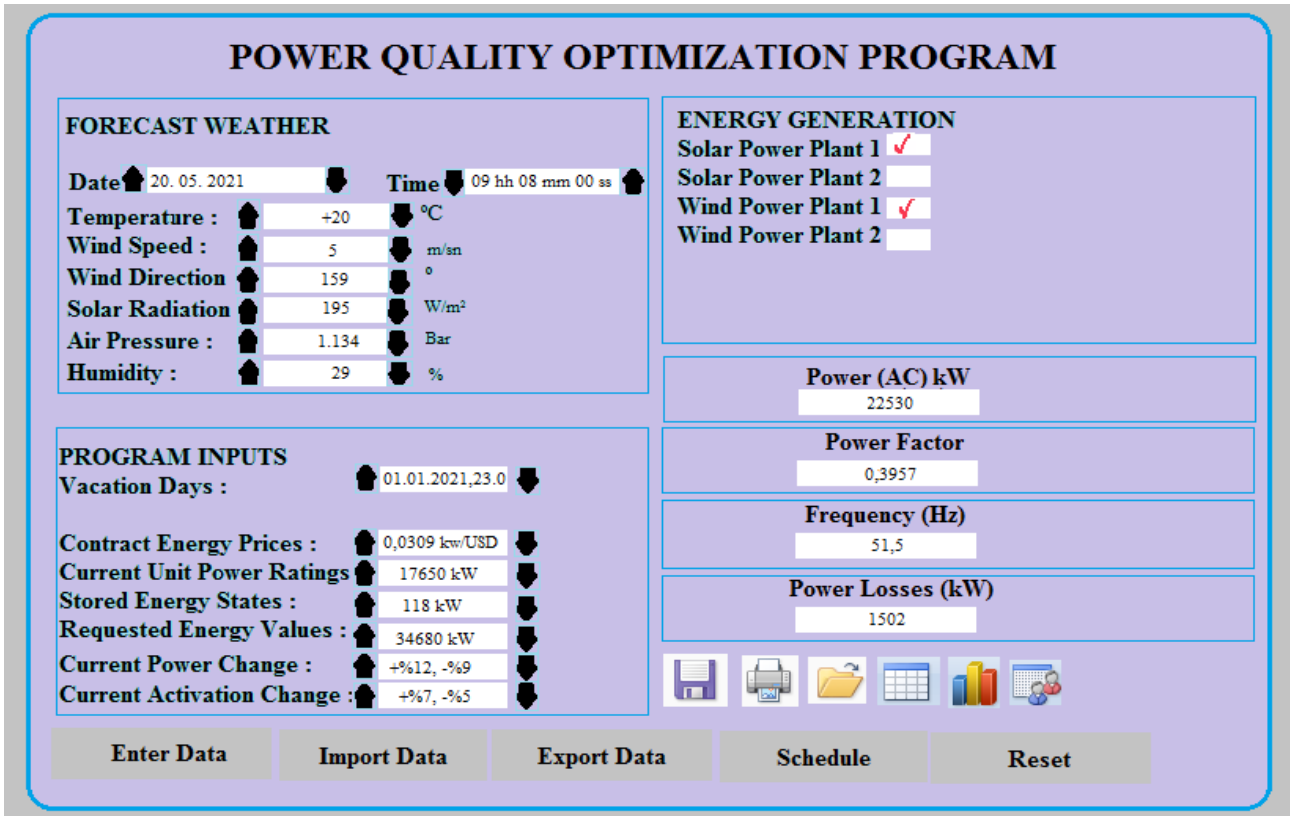 POWER QUALITY OPTIMIZATION PROGRAM
FORECAST WEATHER
Date 20. 05. 2021 Time 09 hh 08 mm 00 ss
Temperature : +20 ºC
Wind Speed : 5 m/sn
Wind Direction 159 º
Solar Radiation 195 W/m²
Air Pressure : 1.134 Bar
Humidity : 29 %
PROGRAM INPUTS
Vacation Days : 01.01.2021,23.0
Contract Energy Prices : 0,0309 kw/USD
Current Unit Power Ratings 17650 kW
Stored Energy States : 118 kW
Requested Energy Values : 34680 kW
Current Power Change : +%12, -%9
Current Activation Change : +%7, -%5
ENERGY GENERATION
Solar Power Plant 1
Solar Power Plant 2
Wind Power Plant 1
Wind Power Plant 2
Power (AC) kW
22530
Power Factor
0,3957
Frequency (Hz)
51,5
Power Losses (kW)
1502
Enter Data Import Data Export Data Schedule Reset